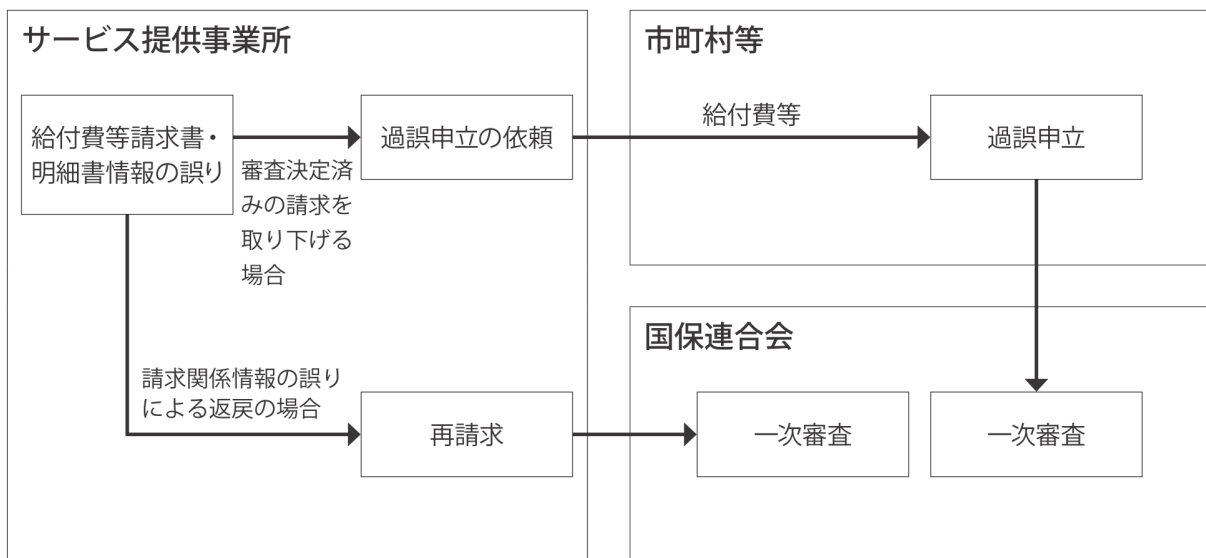 サービス提供事業所
給付費等請求書・
明細書情報の誤り
過誤申立の依頼
審査決定済
みの請求を
取り下げる
場合
請求関係情報の誤り
による返戻の場合
再請求
市町村等
給付費等
過誤申立
国保連合会
一次審査
一次審査